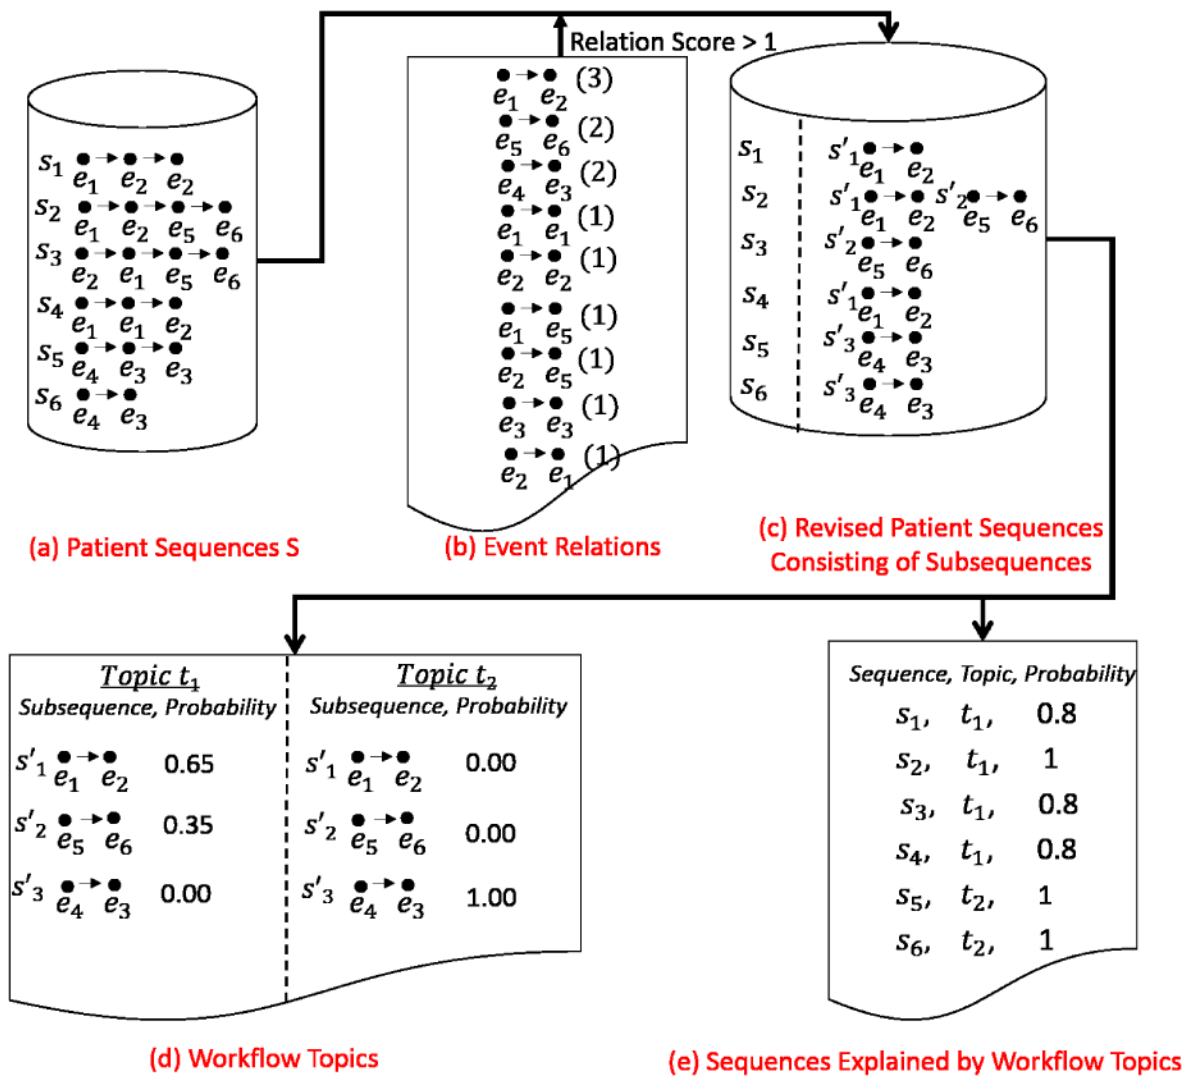 Relation Score > 1
s₁ e₁ e₂ e₂
s₂ e₁ e₂ e₅ e₆
s₃ e₂ e₁ e₅ e₆
s₄ e₁ e₁ e₂
s₅ e₄ e₃ e₃
s₆ e₄ e₃
(a) Patient Sequences S
e₁ e₂ (3)
e₅ e₆ (2)
e₄ e₃ (2)
e₁ e₁ (1)
e₂ e₂ (1)
e₁ e₅ (1)
e₂ e₅ (1)
e₃ e₃ (1)
e₂ e₁ (1)
(b) Event Relations
s₁ s'₁ e₁ e₂
s₂ s'₁ e₁ e₂ s'₂ e₅ e₆
s₃ s'₂ e₅ e₆
s₄ s'₁ e₁ e₂
s₅ s'₃ e₄ e₃
s₆ s'₃ e₄ e₃
(c) Revised Patient Sequences
Consisting of Subsequences
Topic t₁
Subsequence, Probability
s'₁ e₁ e₂ 0.65
s'₂ e₅ e₆ 0.35
s'₃ e₄ e₃ 0.00
Topic t₂
Subsequence, Probability
s'₁ e₁ e₂ 0.00
s'₂ e₅ e₆ 0.00
s'₃ e₄ e₃ 1.00
(d) Workflow Topics
Sequence, Topic, Probability
s₁, t₁, 0.8
s₂, t₁, 1
s₃, t₁, 0.8
s₄, t₁, 0.8
s₅, t₂, 1
s₆, t₂, 1
(e) Sequences Explained by Workflow Topics